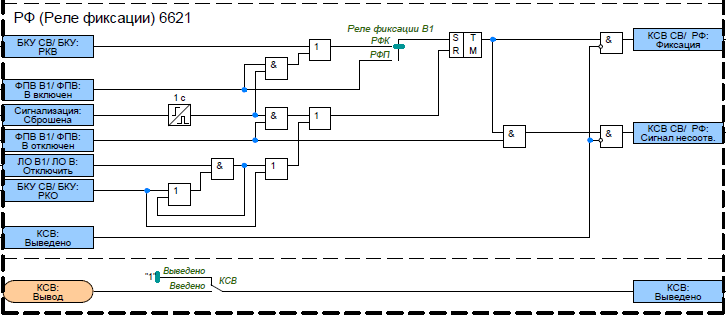 РФ (Реле фиксации) 6621
БКУ СВ/ БКУ:
РКВ
ФПВ В1/ ФПВ:
В включен
Сигнализация:
Сброшена
ФПВ В1/ ФПВ:
В отключен
ЛО В1/ ЛО В:
Отключить
БКУ СВ/ БКУ:
РКО
КСВ:
Выведено
1 с
&
&
1
&
1
1
1
Реле фиксации В1
РФК
РФП
S T
R M
&
&
&
КСВ СВ/ РФ:
Фиксация
КСВ СВ/ РФ:
Сигнал несоотв.
КСВ:
Вывод
"1"
Выведено
Введено
КСВ
КСВ:
Выведено